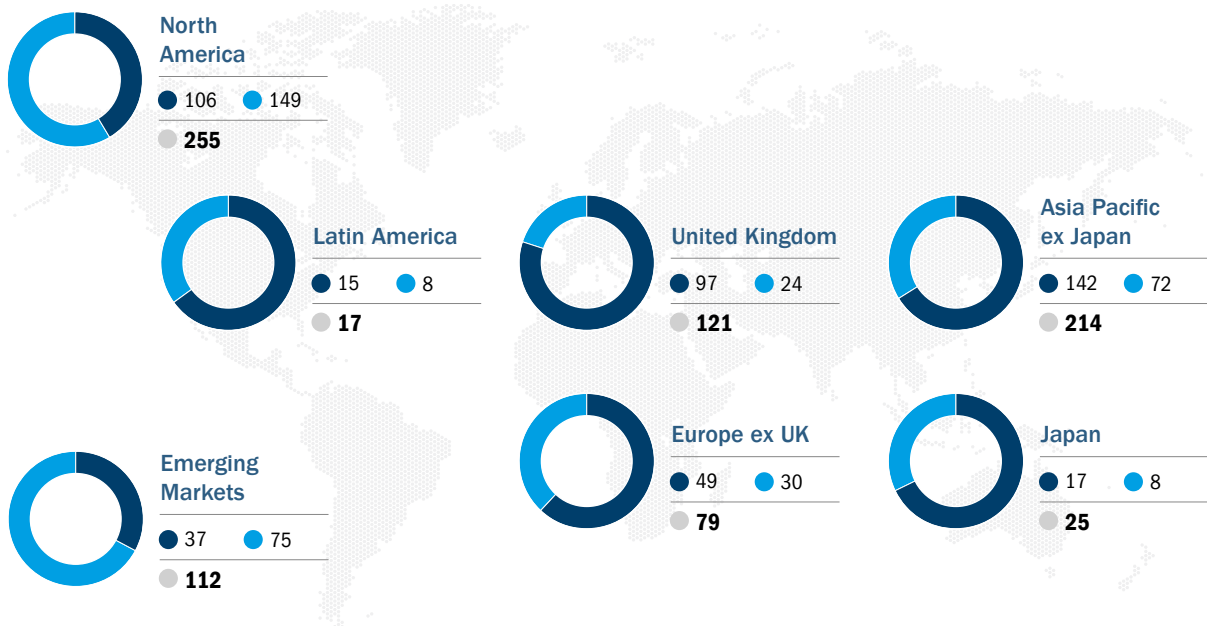 North
America
106 149
255
Latin America
15 8
17
United Kingdom
97 24
121
Asia Pacific
ex Japan
142 72
214
Emerging
Markets
37 75
112
Europe ex UK
49 30
79
Japan
17 8
25